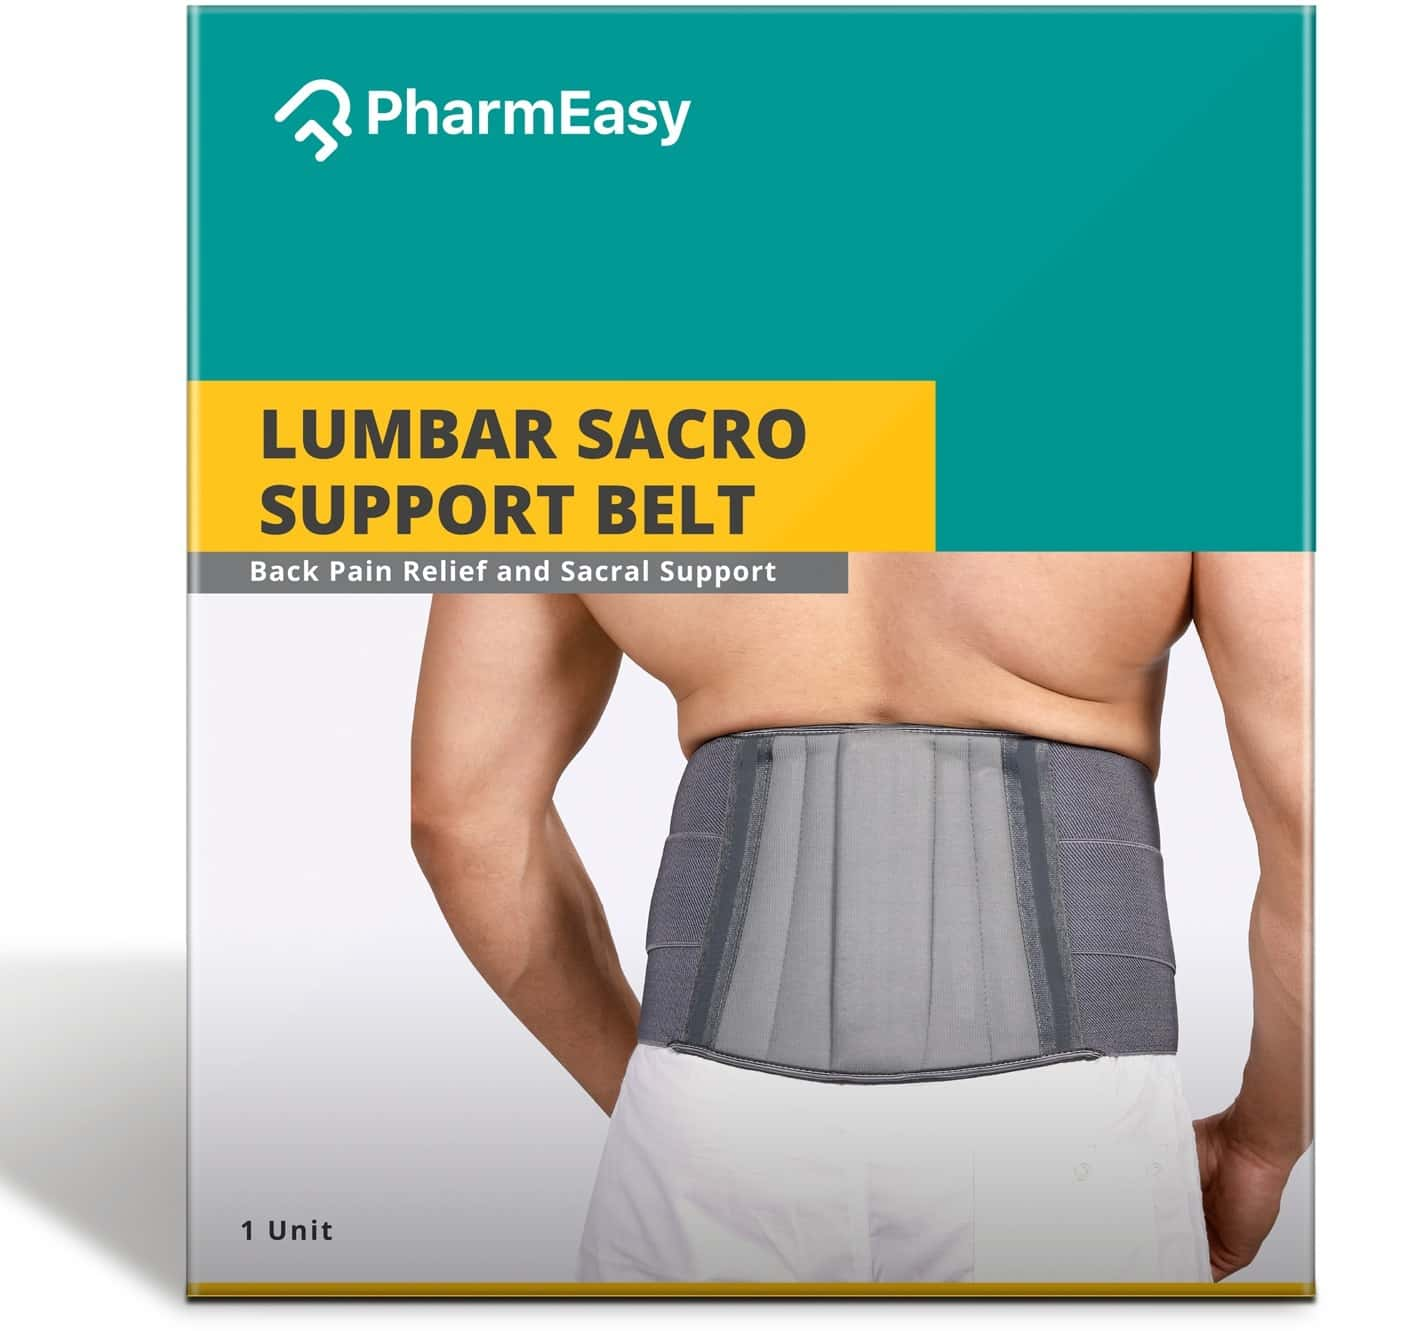 PharmEasy
LUMBAR SACRO
SUPPORT BELT
Back Pain Relief and Sacral Support
1 Unit